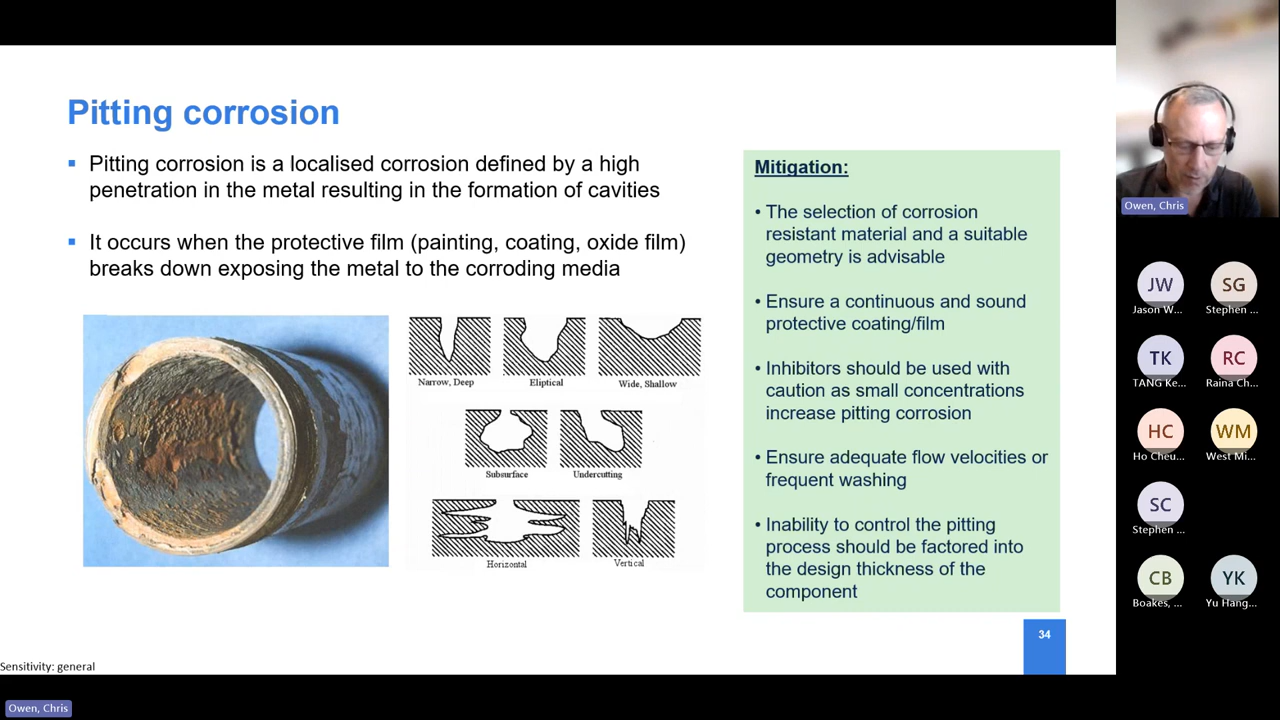 Pitting corrosion
▪ Pitting corrosion is a localised corrosion defined by a high
penetration in the metal resulting in the formation of cavities
▪ It occurs when the protective film (painting, coating, oxide film)
breaks down exposing the metal to the corroding media
Narrow, Deep
Eliptical
Wide, Shallow
Subsurface
Undercutting
Horizontal
Vertical
Mitigation:
• The selection of corrosion
resistant material and a suitable
geometry is advisable
• Ensure a continuous and sound
protective coating/film
• Inhibitors should be used with
caution as small concentrations
increase pitting corrosion
• Ensure adequate flow velocities or
frequent washing
• Inability to control the pitting
process should be factored into
the design thickness of the
component
34
Sensitivity: general
Owen, Chris
Owen, Chris
JW
Jason W...
SG
Stephen ...
TK
TANG Ke...
RC
Raina Ch...
HC
Ho Cheu...
WM
West Mi...
SC
Stephen ...
CB
Boakes, ...
YK
Yu Hang...